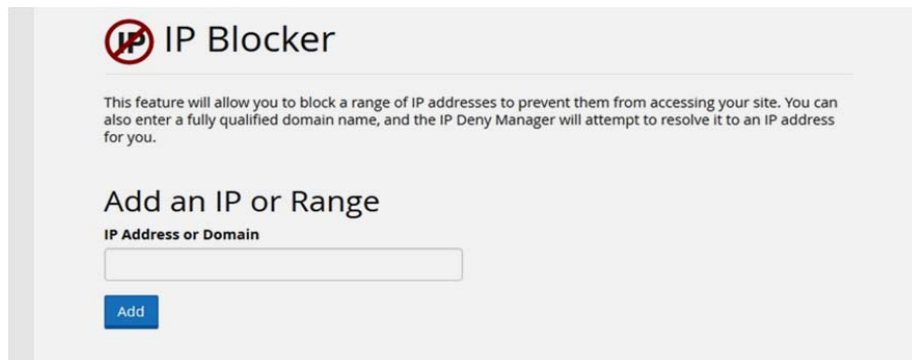 IP IP Blocker
This feature will allow you to block a range of IP addresses to prevent them from accessing your site. You can
also enter a fully qualified domain name, and the IP Deny Manager will attempt to resolve it to an IP address
for you.
Add an IP or Range
IP Address or Domain
Add